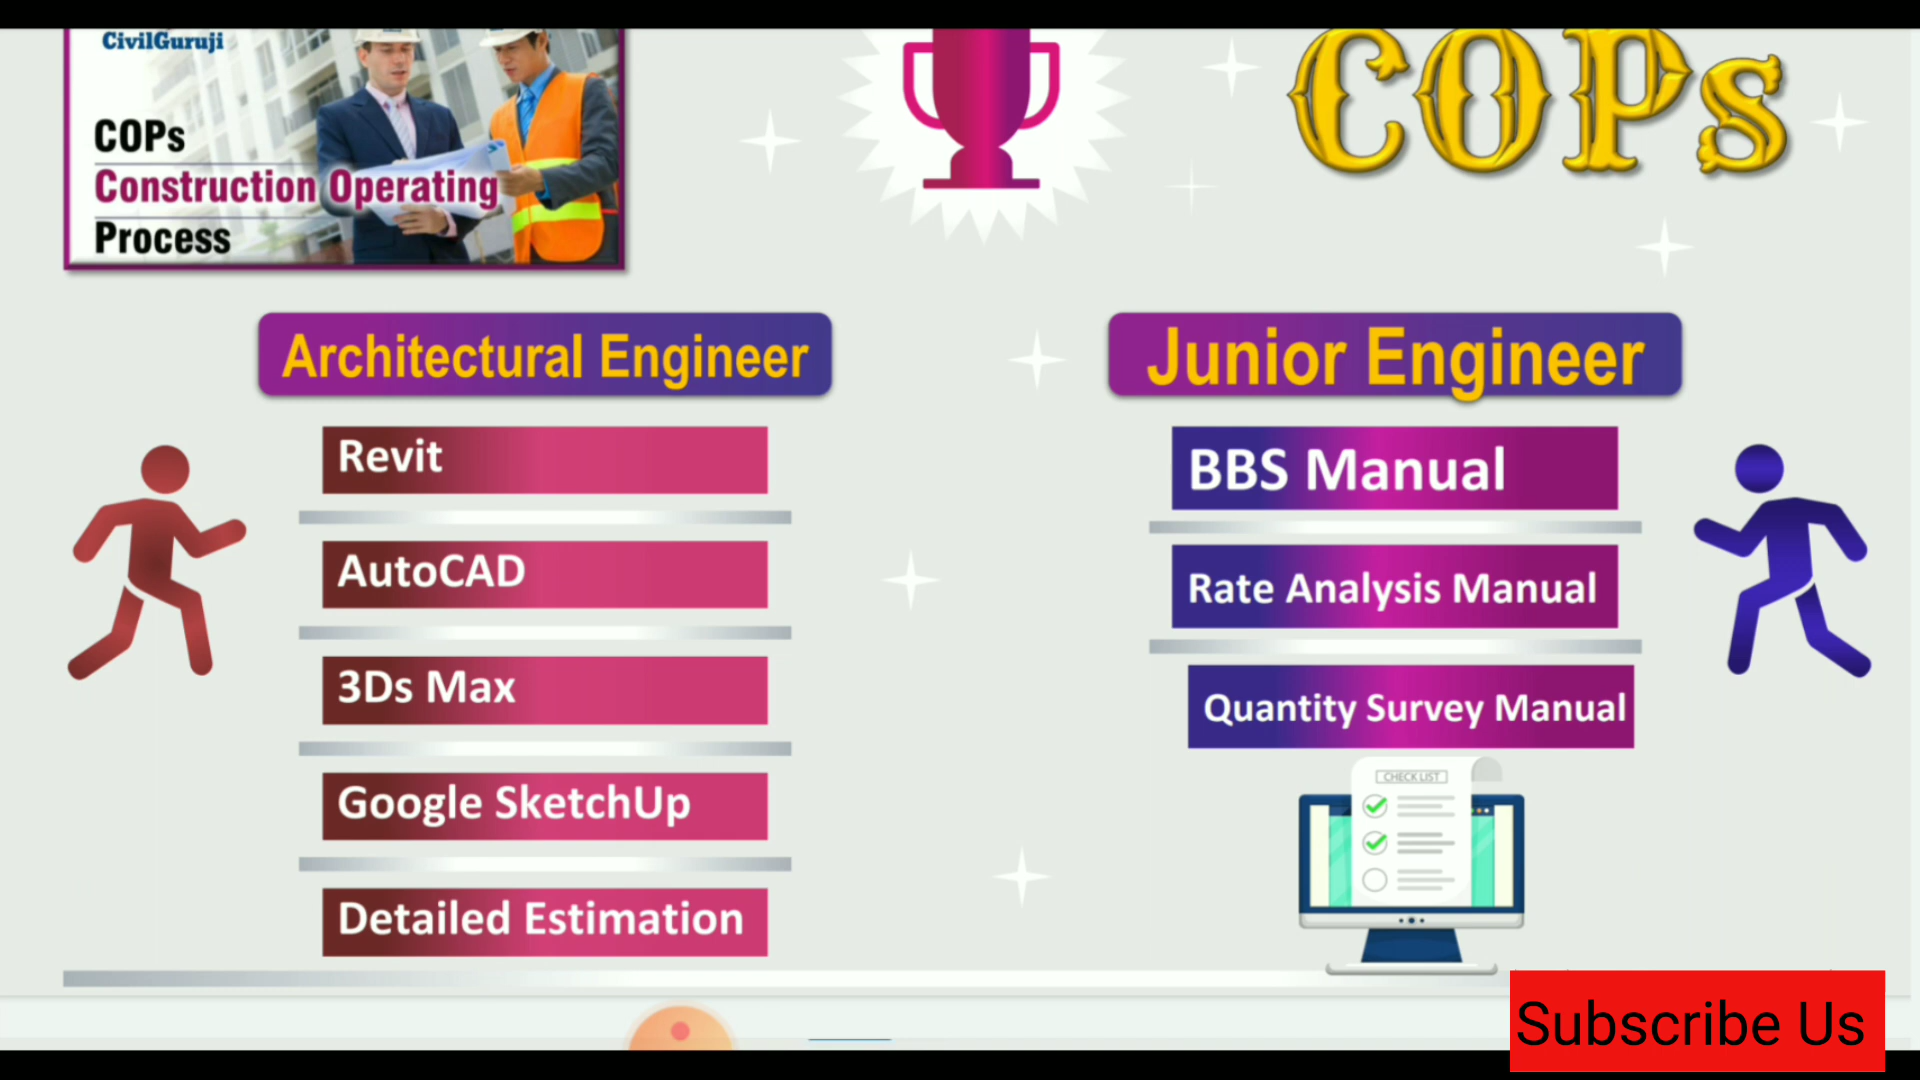 CivilGuruji
COPs
Construction Operating
Process
COPs
Architectural Engineer
Revit
AutoCAD
3Ds Max
Google SketchUp
Detailed Estimation
Junior Engineer
BBS Manual
Rate Analysis Manual
Quantity Survey Manual
CHECK LIST
Subscribe Us